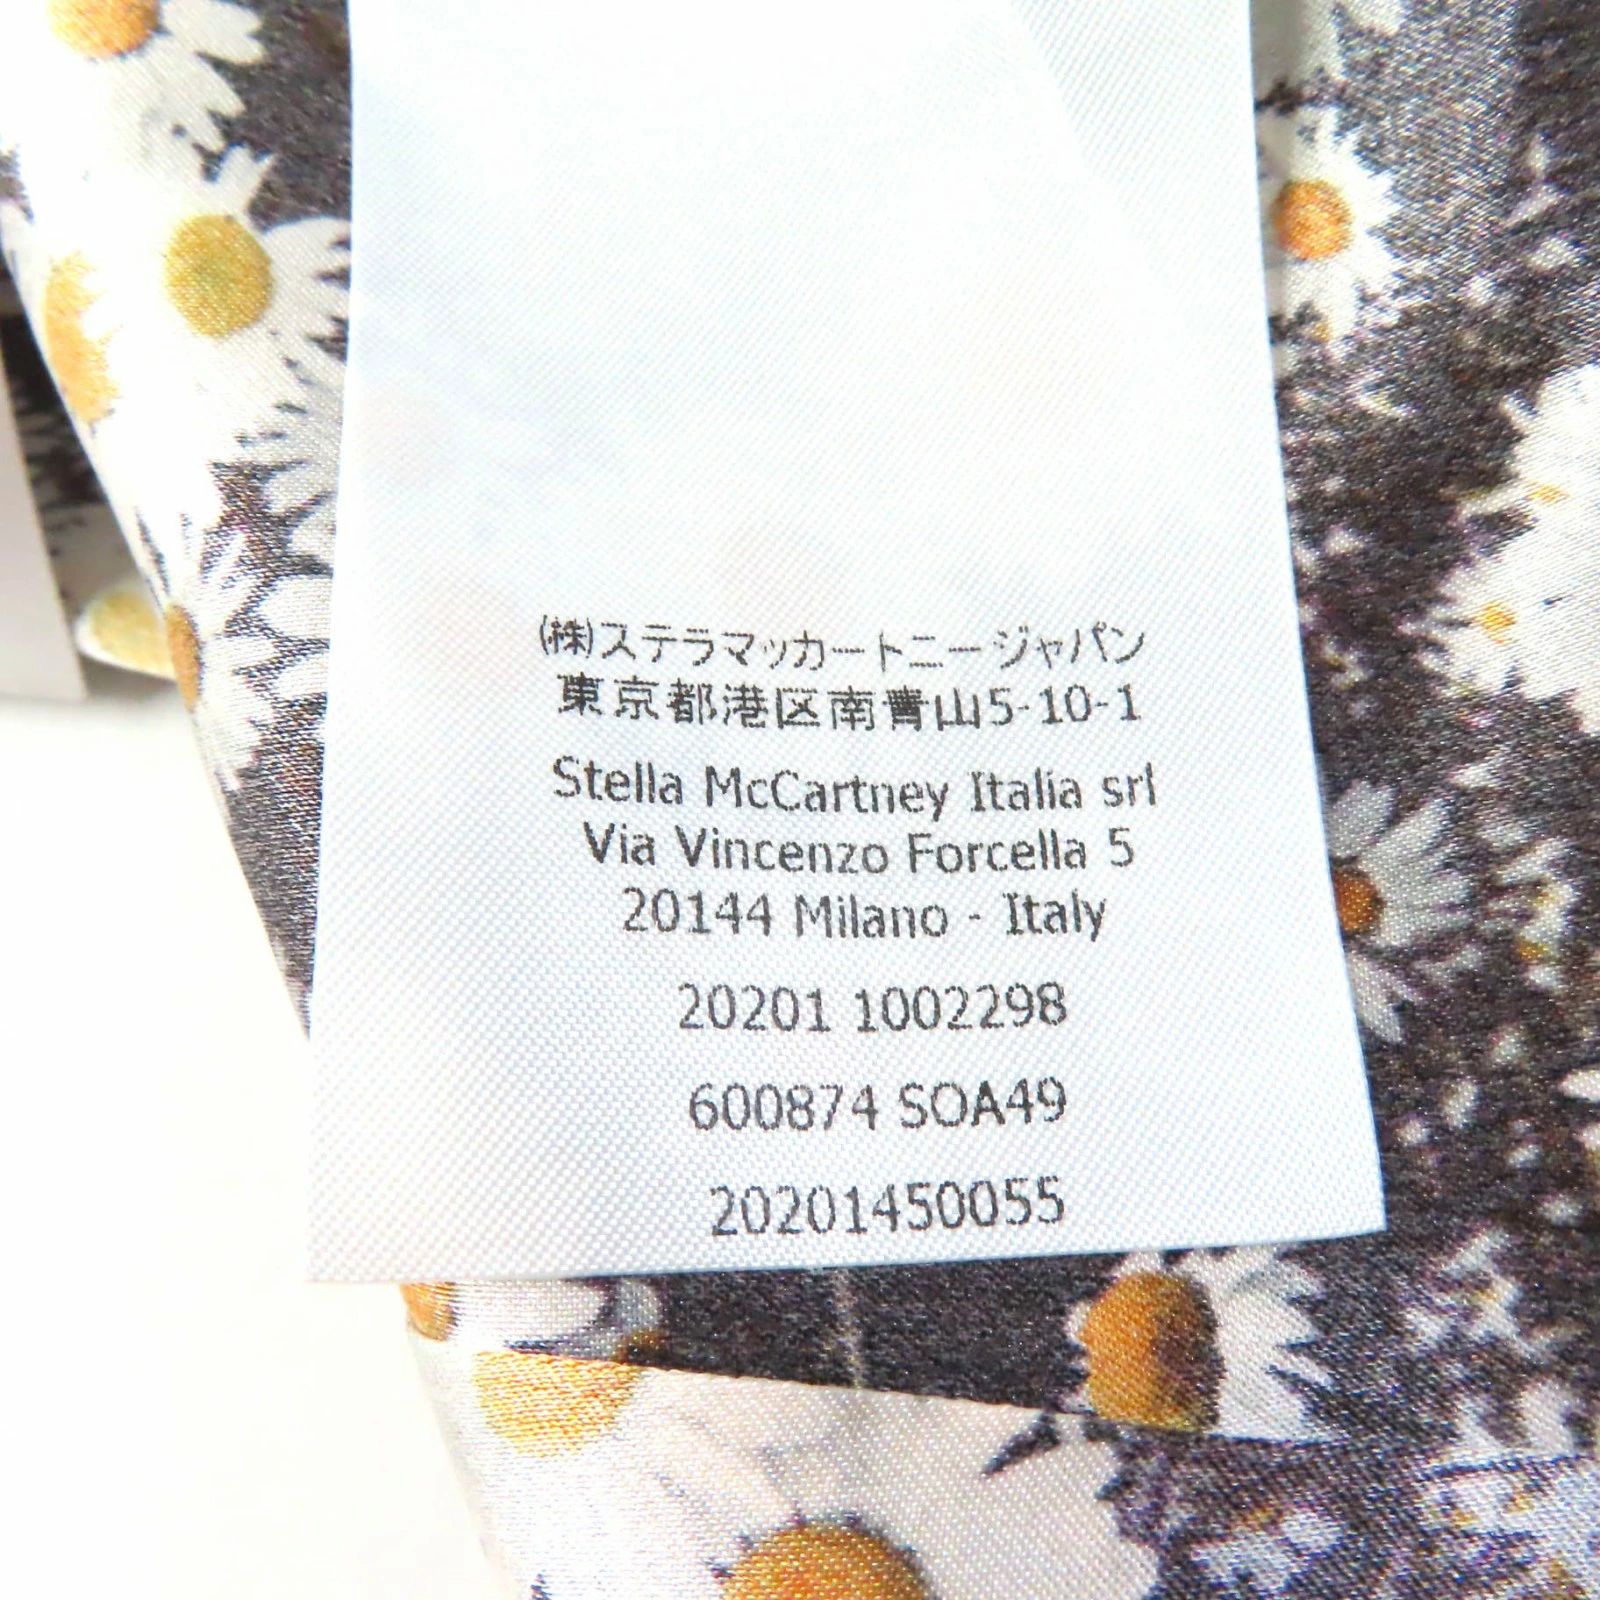 (株)ステラマッカートニージャパン
東京都港区南青山5-10-1
Stella McCartney Italia srl
Via Vincenzo Forcella 5
20144 Milano - Italy
20201 1002298
600874 SOA49
20201450055